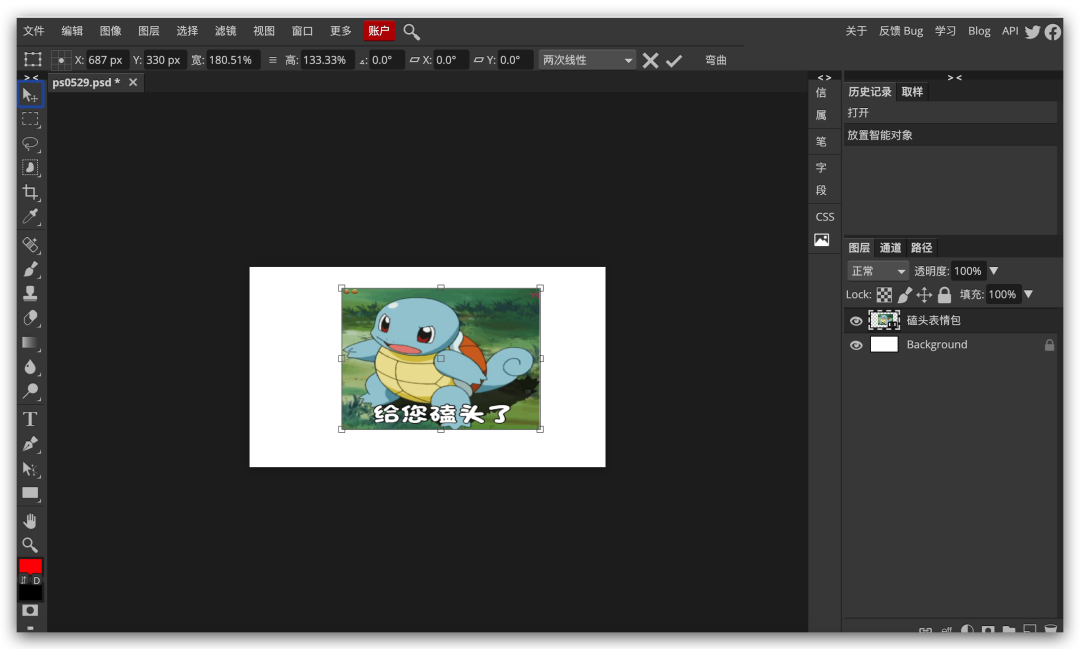 文件 编辑 图像 图层 选择 滤镜 视图 窗口 更多 账户 关于 反馈 Bug 学习 Blog API
X: 687 px Y: 330 px 宽: 180.51% 高: 133.33% 0.0° X: 0.0° Y: 0.0° 两次线性 弯曲
ps0529.psd *
信
属
笔
字
段
CSS
历史记录 取样
打开
放置智能对象
图层 通道 路径
正常 透明度: 100%
Lock: 填充: 100%
磕头表情包
Background
给您磕头了
T
D